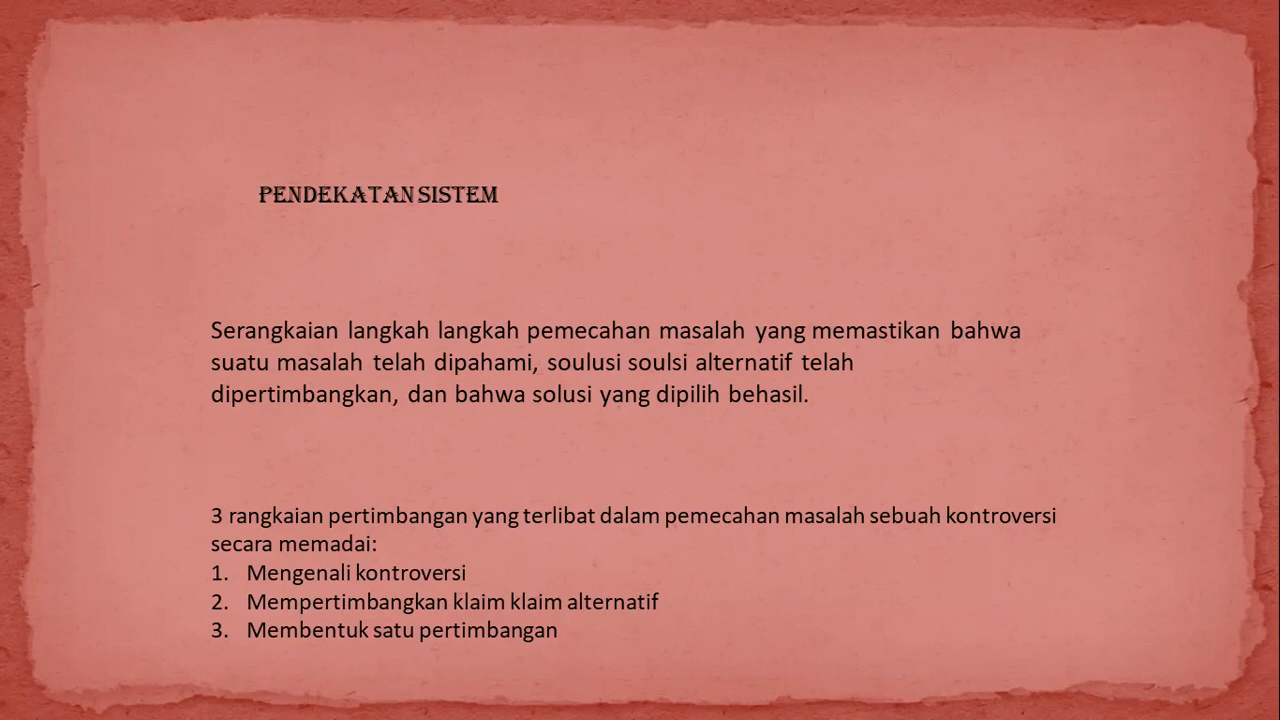 PENDEKATAN SISTEM
Serangkaian langkah langkah pemecahan masalah yang memastikan bahwa
suatu masalah telah dipahami, soulusi soulsi alternatif telah
dipertimbangkan, dan bahwa solusi yang dipilih behasil.
3 rangkaian pertimbangan yang terlibat dalam pemecahan masalah sebuah kontroversi
secara memadai:
1. Mengenali kontroversi
2. Mempertimbangkan klaim klaim alternatif
3. Membentuk satu pertimbangan